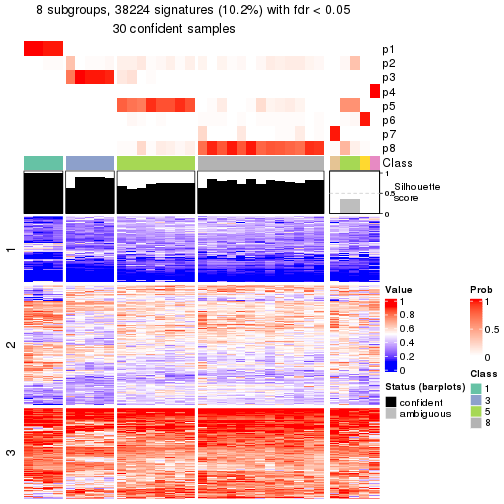 8 subgroups, 38224 signatures (10.2%) with fdr < 0.05
30 confident samples
p1
p2
p3
p4
p5
p6
p7
p8
Class
1
0.5
0
Silhouette
score
1
2
3
Value
1
0.8
0.6
0.4
0.2
0
Status (barplots)
confident
ambiguous
Prob
1
0.5
0
Class
1
3
5
8